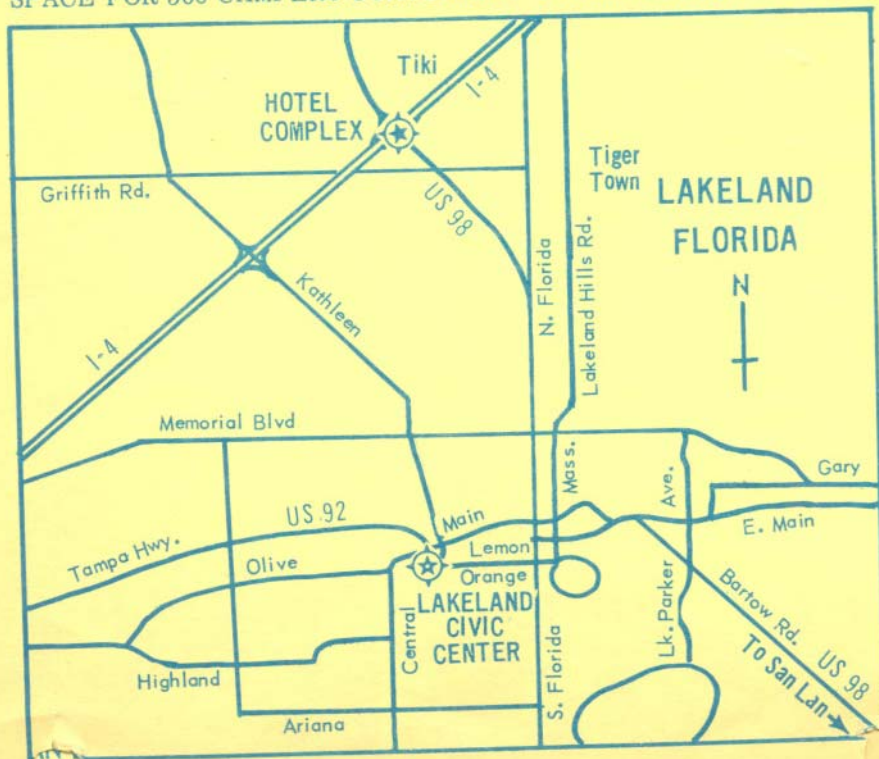 Tiki
I-4
HOTEL
COMPLEX
Griffith Rd.
US 98
Tiger
Town
LAKELAND
FLORIDA
N
N. Florida
Lakeland Hills Rd.
Kathleen
I-4
Memorial Blvd
Mass.
Ave.
Gary
US 92
Main
E. Main
Tampa Hwy.
Olive
Lemon
Orange
LAKELAND
CIVIC
CENTER
Central
Lk. Parker
Bartow Rd.
US 98
To San Lan
Highland
S. Florida
Ariana